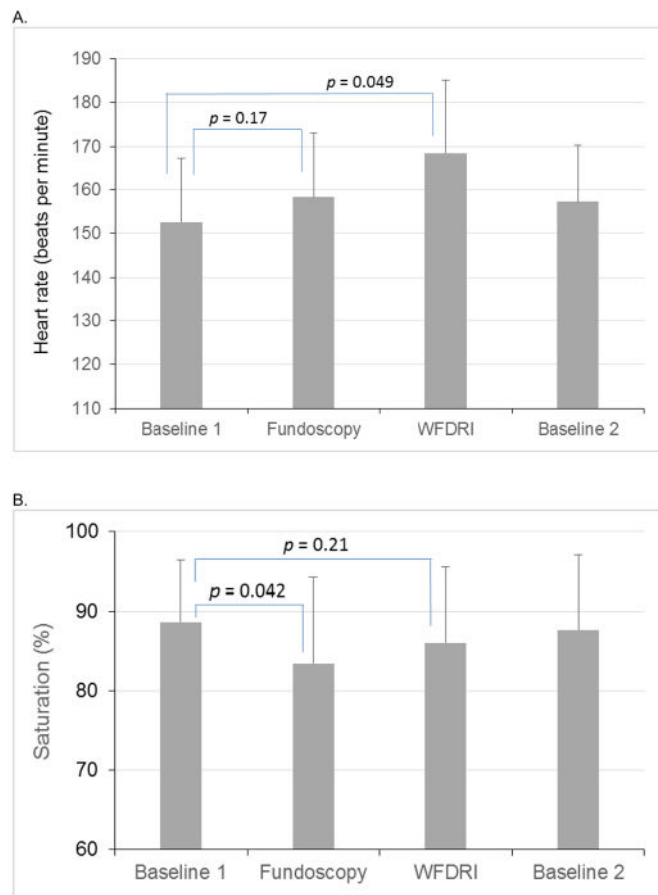 A.
190
180
170
160
150
140
130
120
110
Heart rate (beats per minute)
p = 0.049
p = 0.17
Baseline 1 Fundoscopy WFDRI Baseline 2
B.
100
90
80
70
60
Saturation (%)
p = 0.21
p = 0.042
Baseline 1 Fundoscopy WFDRI Baseline 2